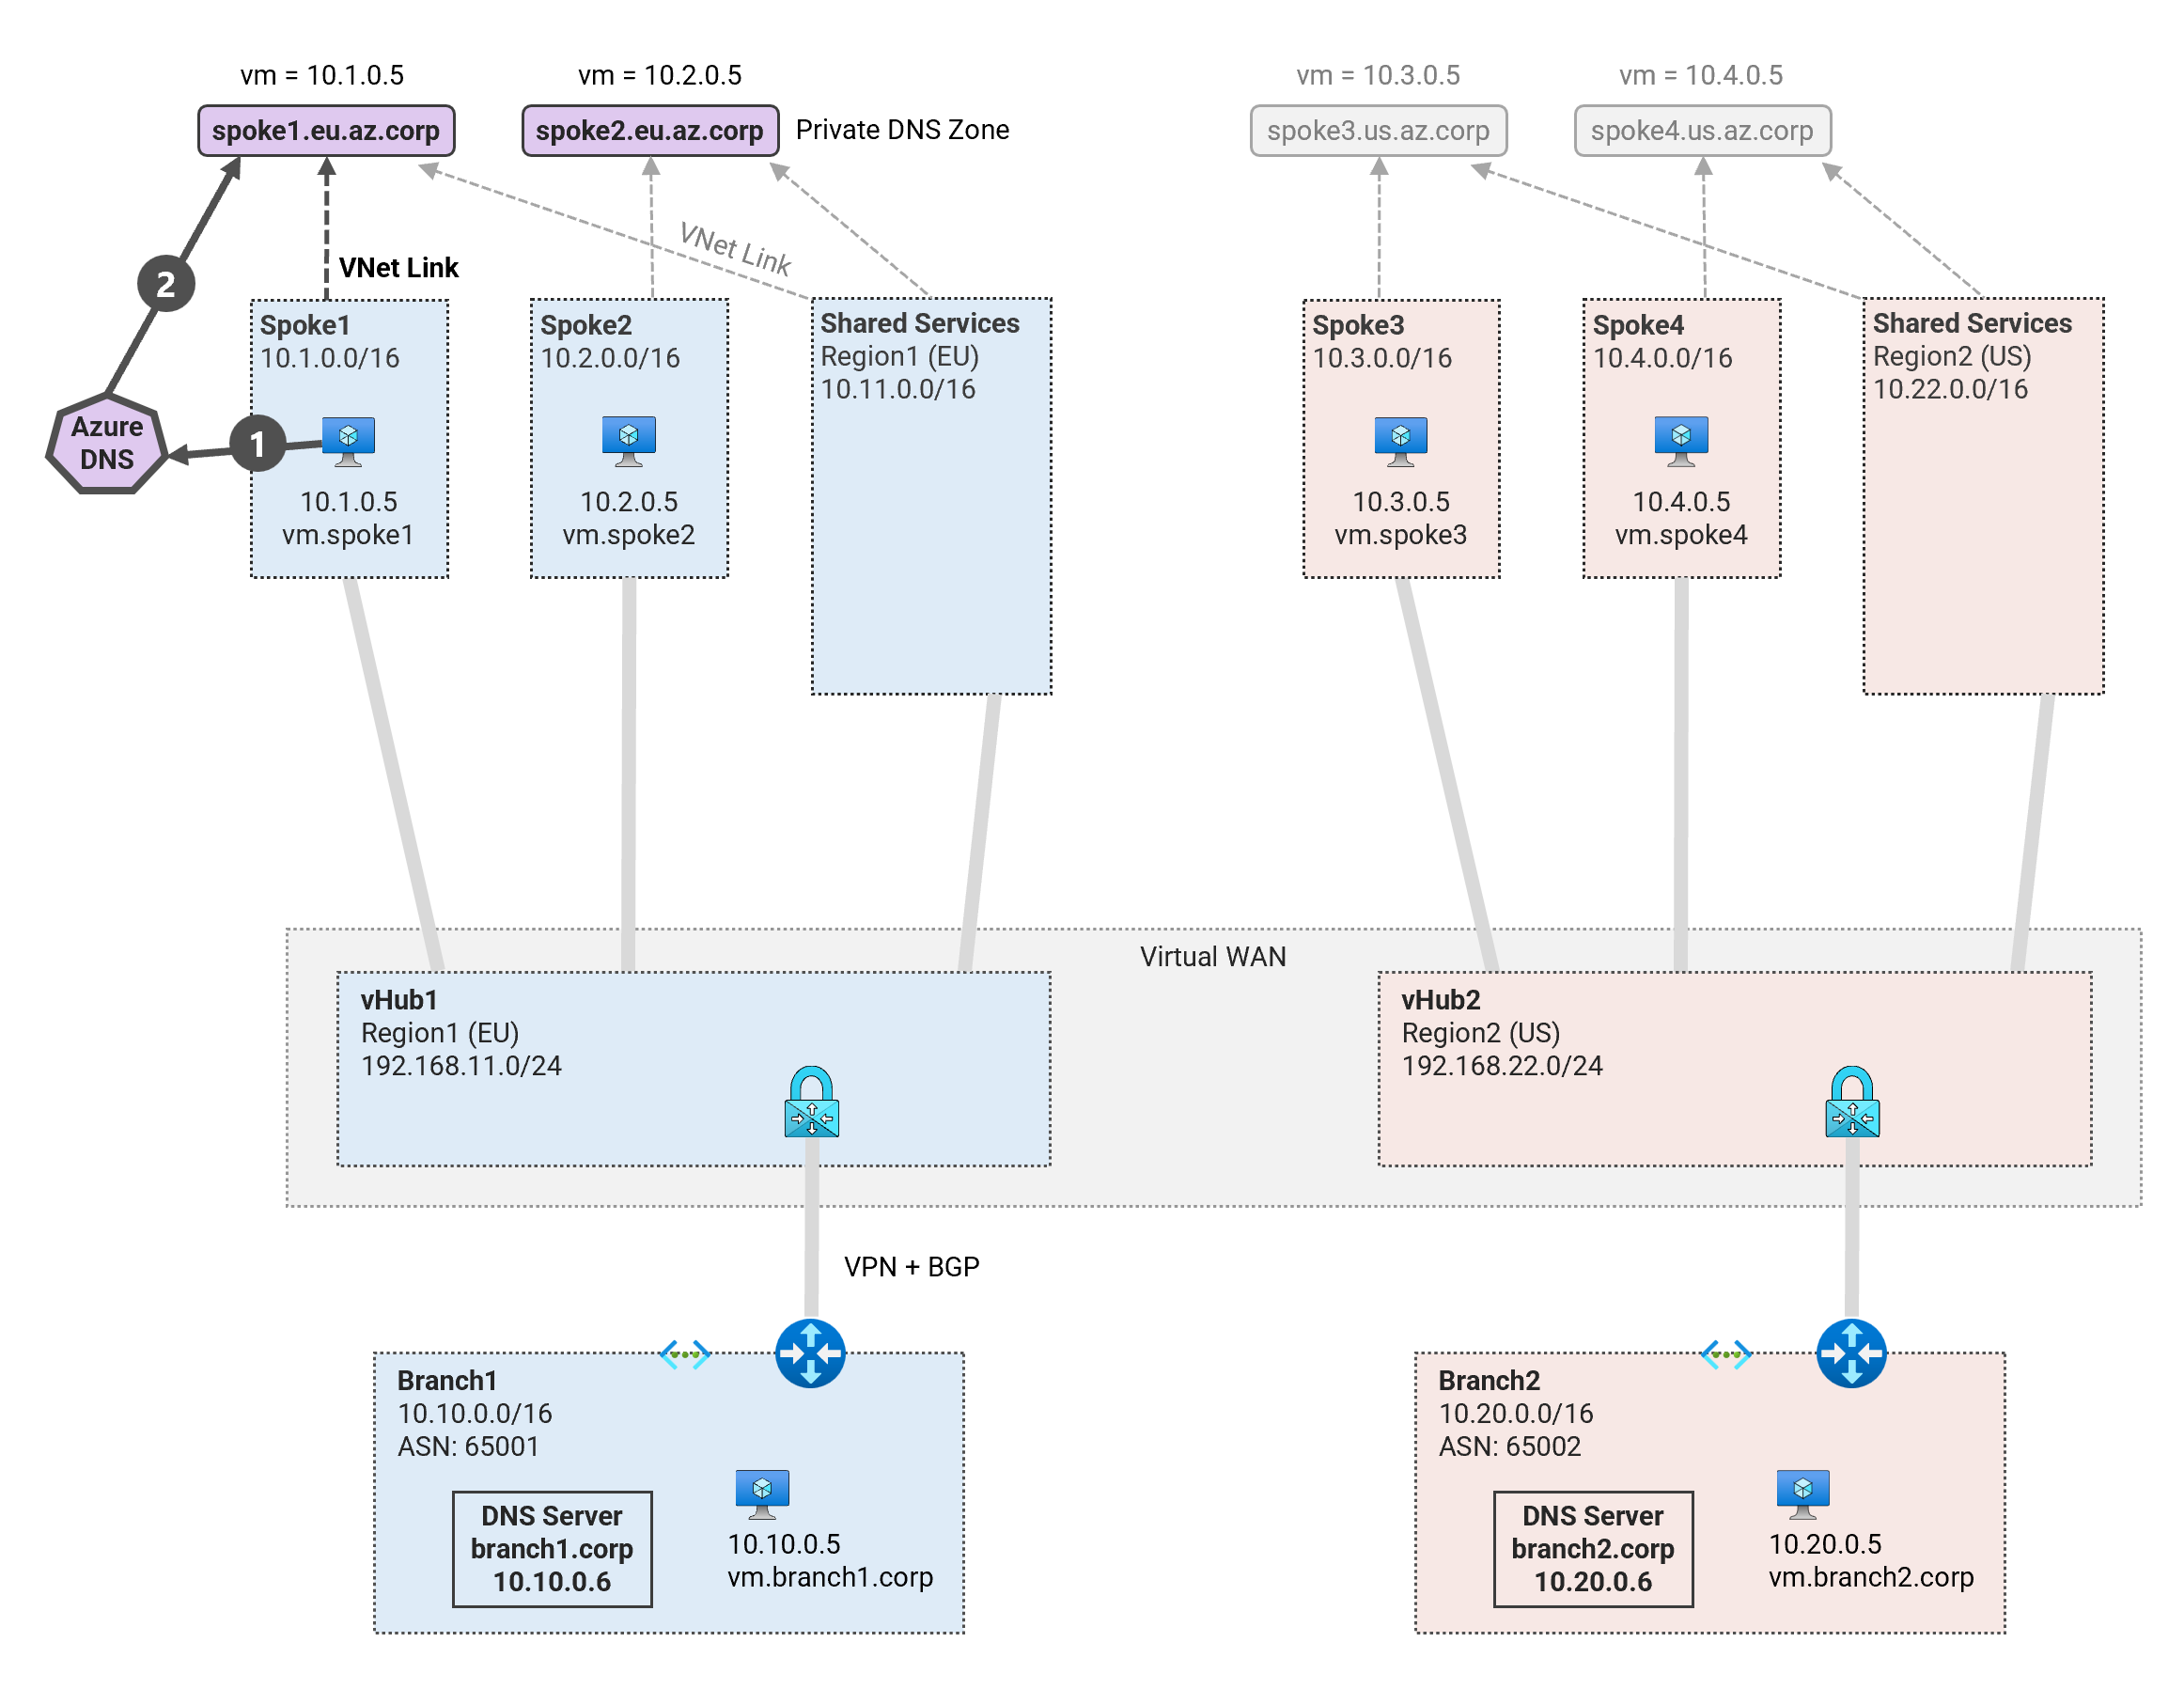 vm = 10.1.0.5
vm = 10.2.0.5
vm = 10.3.0.5
vm = 10.4.0.5
spoke1.eu.az.corp
spoke2.eu.az.corp
Private DNS Zone
spoke3.us.az.corp
spoke4.us.az.corp
VNet Link
VNet Link
2
Spoke1
10.1.0.0/16
Spoke2
10.2.0.0/16
Shared Services
Region1 (EU)
10.11.0.0/16
Spoke3
10.3.0.0/16
Spoke4
10.4.0.0/16
Shared Services
Region2 (US)
10.22.0.0/16
Azure
DNS
1
10.1.0.5
vm.spoke1
10.2.0.5
vm.spoke2
10.3.0.5
vm.spoke3
10.4.0.5
vm.spoke4
Virtual WAN
vHub1
Region1 (EU)
192.168.11.0/24
vHub2
Region2 (US)
192.168.22.0/24
VPN + BGP
Branch1
10.10.0.0/16
ASN: 65001
DNS Server
branch1.corp
10.10.0.6
10.10.0.5
vm.branch1.corp
Branch2
10.20.0.0/16
ASN: 65002
DNS Server
branch2.corp
10.20.0.6
10.20.0.5
vm.branch2.corp